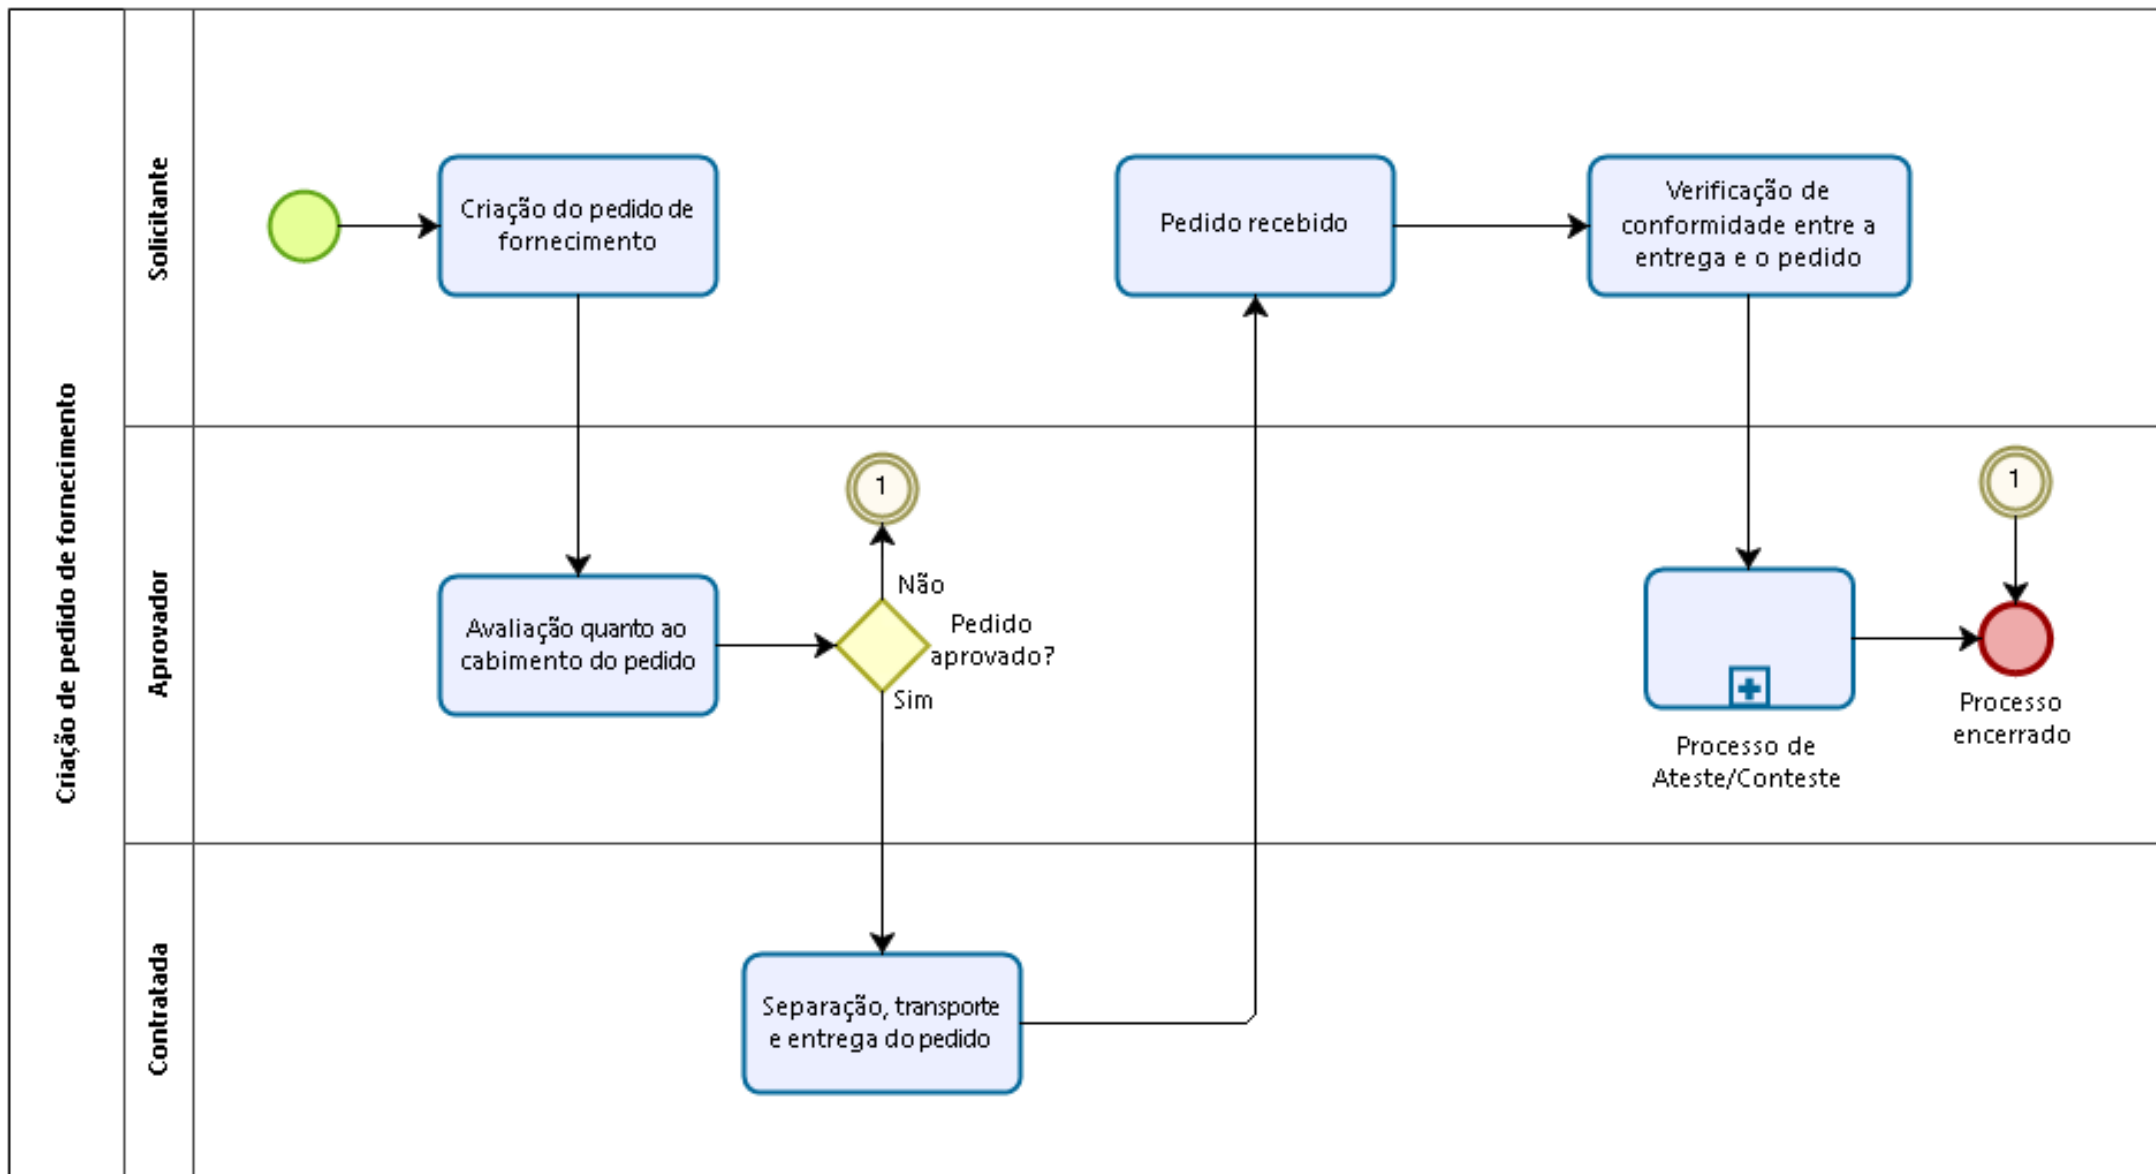 Criação de pedido de fornecimento
Solicitante
Criação do pedido de
fornecimento
Pedido recebido
Verificação de
conformidade entre a
entrega e o pedido
Aprovador
Avaliação quanto ao
cabimento do pedido
1
Não
Pedido
aprovado?
Sim
Processo de
Ateste/Conteste
1
Processo
encerrado
Contratada
Separação, transporte
e entrega do pedido